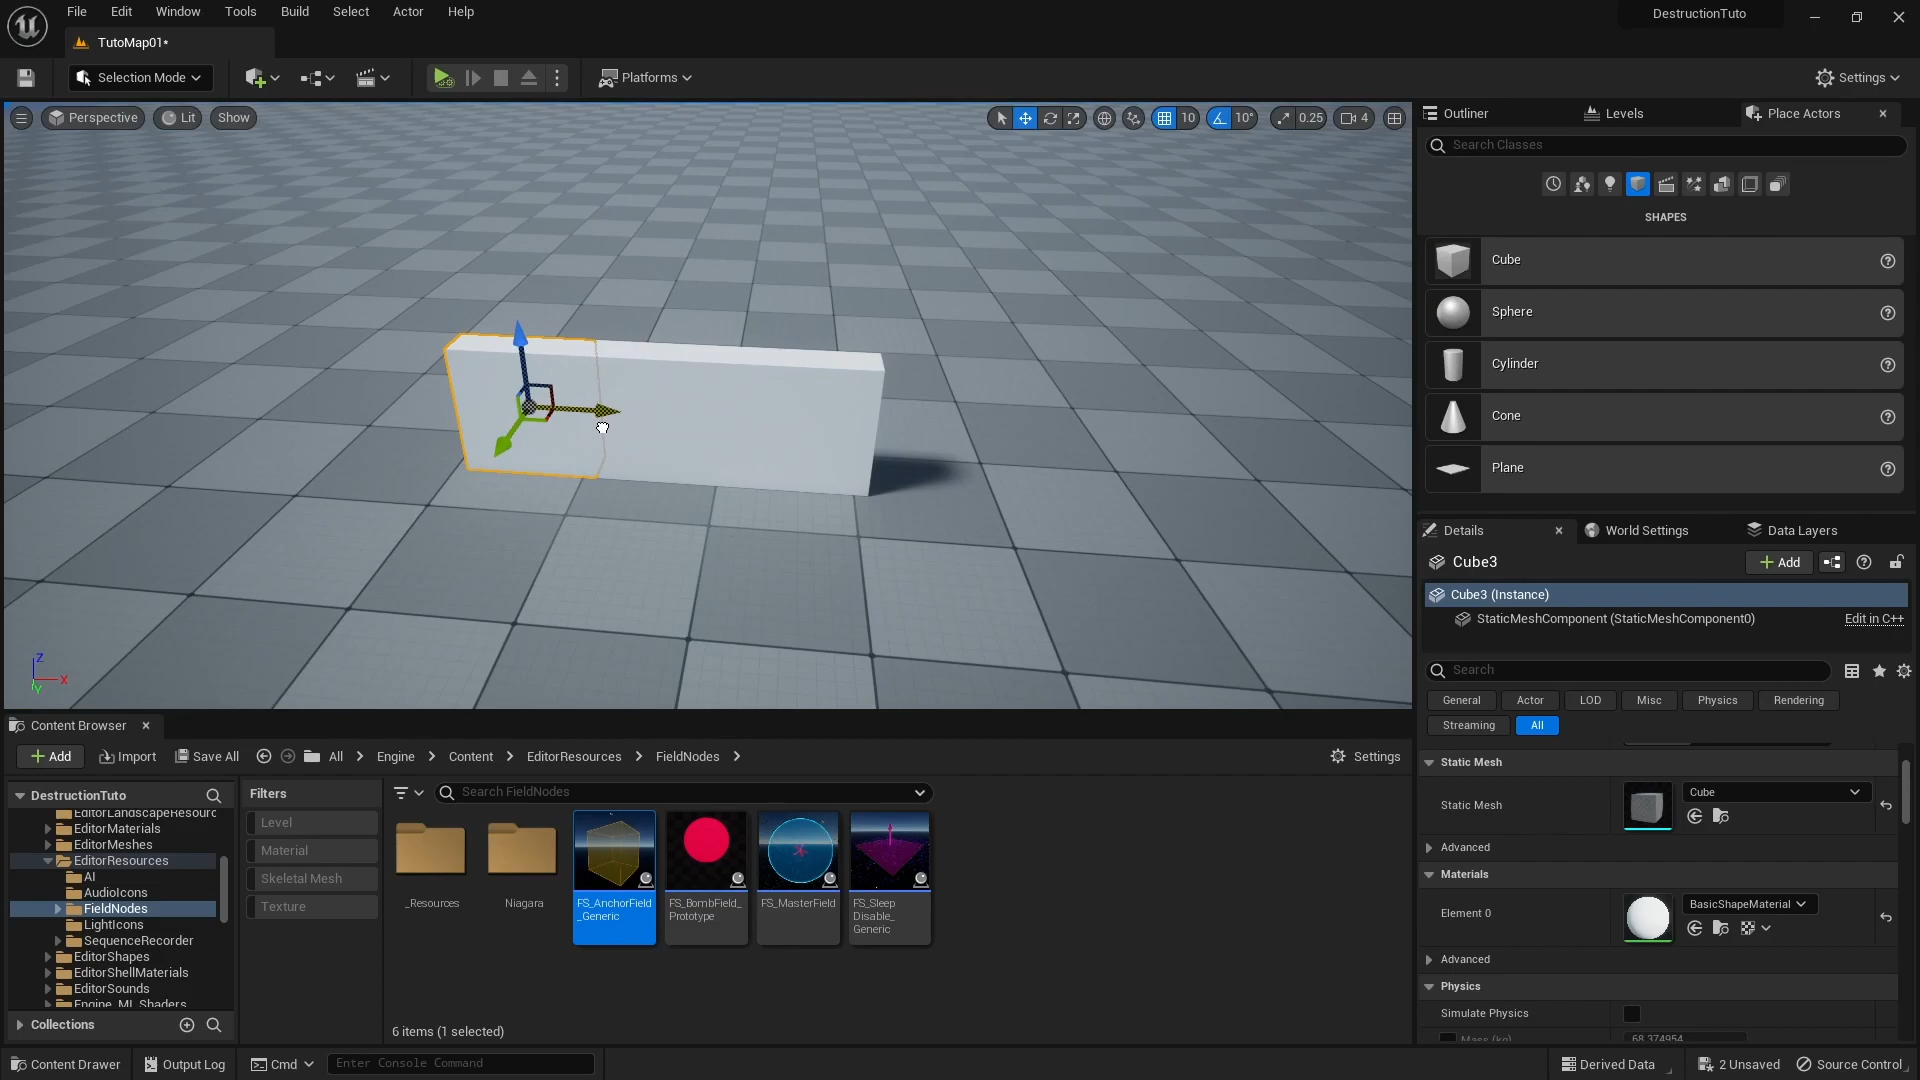 File Edit Window Tools Build Select Actor Help
DestructionTuto
TutoMap01*
Selection Mode
Platforms
Settings
Perspective Lit Show
10 10° 0.25 4
Outliner Levels Place Actors
Search Classes
SHAPES
Cube
Sphere
Cylinder
Cone
Plane
Z
X
Y
Details World Settings Data Layers
Cube3
Add
Cube3 (Instance)
StaticMeshComponent (StaticMeshComponent0) Edit in C++
Search
General Actor LOD Misc Physics Rendering
Streaming All
Static Mesh
Static Mesh Cube
Advanced
Materials
Element 0 BasicShapeMaterial
Advanced
Physics
Simulate Physics
Mass (kg) 68.374954
Content Browser
Add Import Save All All Engine Content EditorResources FieldNodes Settings
DestructionTuto
EditorLandscapeResourc
EditorMaterials
EditorMeshes
EditorResources
AI
AudioIcons
FieldNodes
LightIcons
SequenceRecorder
EditorShapes
EditorShellMaterials
EditorSounds
Engine_MI_Shaders
Collections
Filters
Level
Material
Skeletal Mesh
Texture
Search FieldNodes
_Resources
Niagara
FS_AnchorField
_Generic
FS_BombField_
Prototype
FS_MasterField
FS_Sleep
Disable_
Generic
6 items (1 selected)
Content Drawer Output Log Cmd Enter Console Command Derived Data 2 Unsaved Source Control